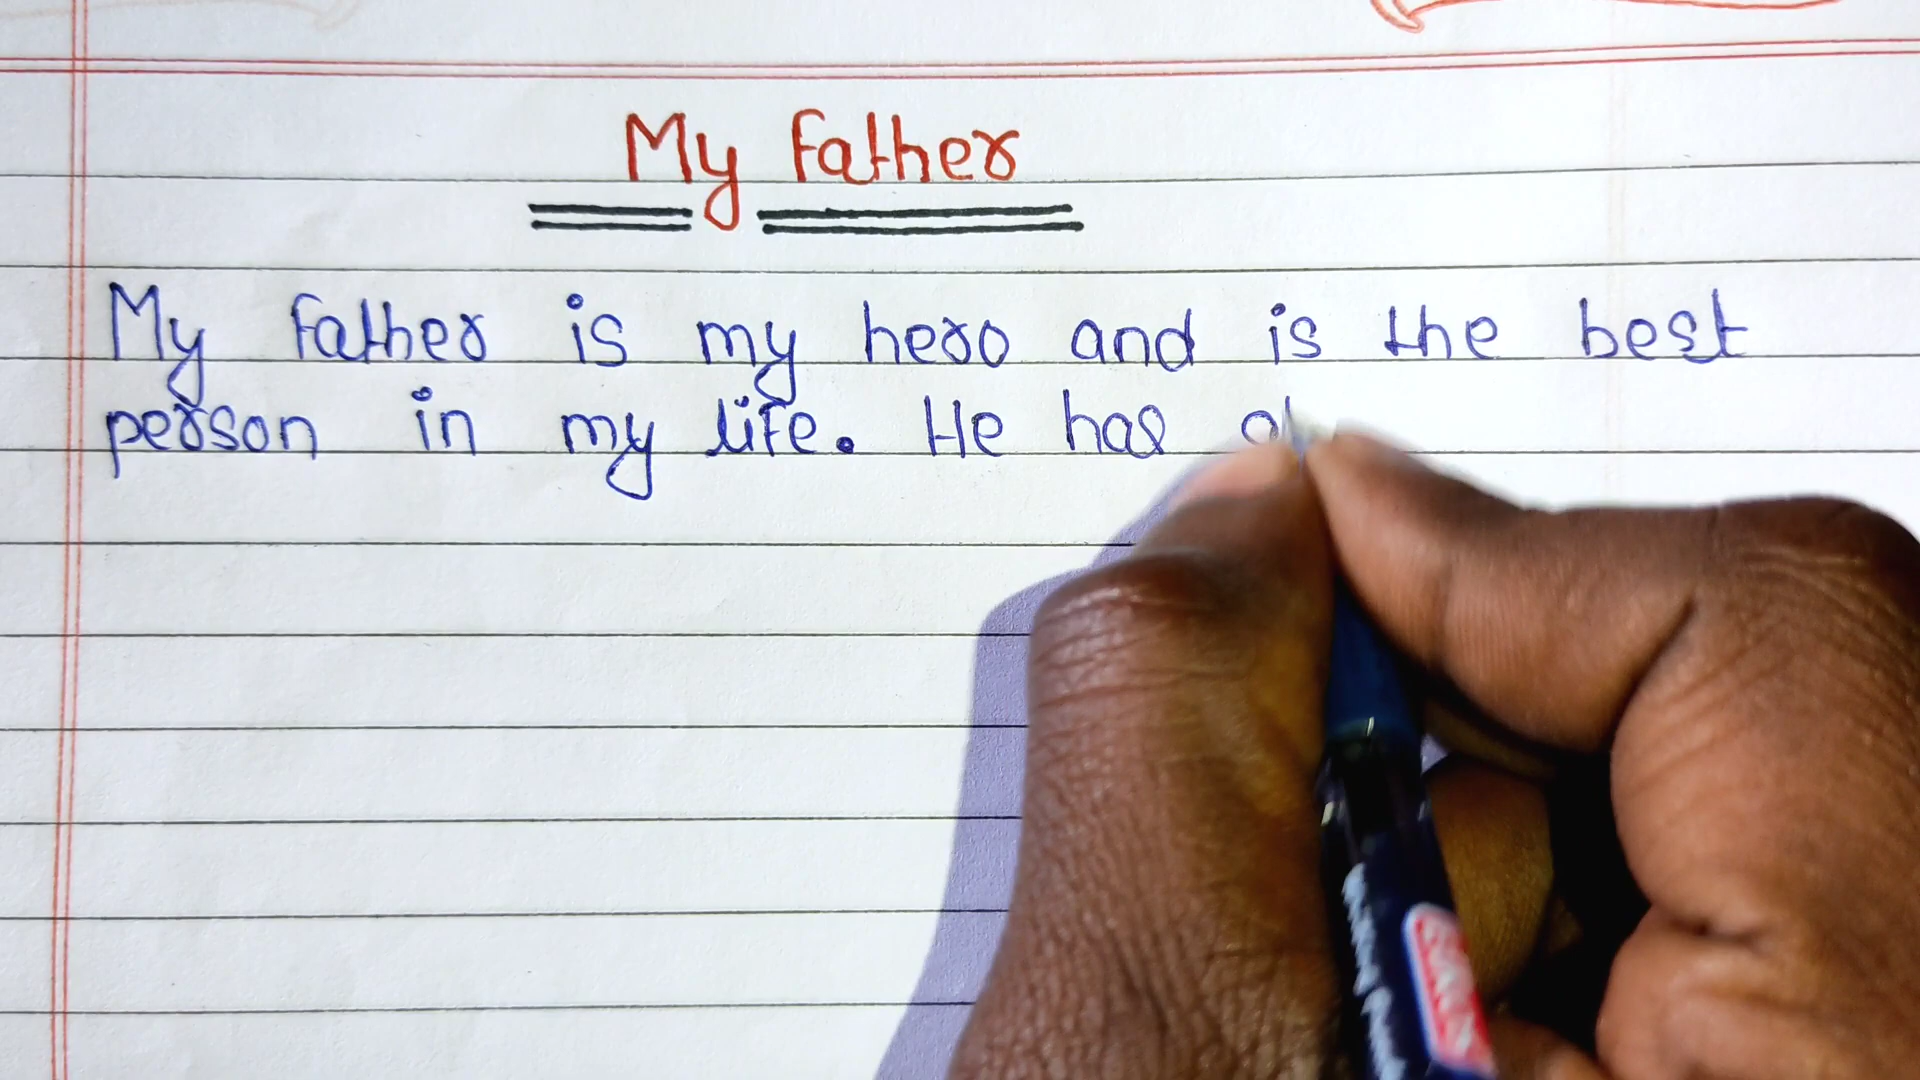 My Father
My Father is my hero and is the best
person in my life. He has